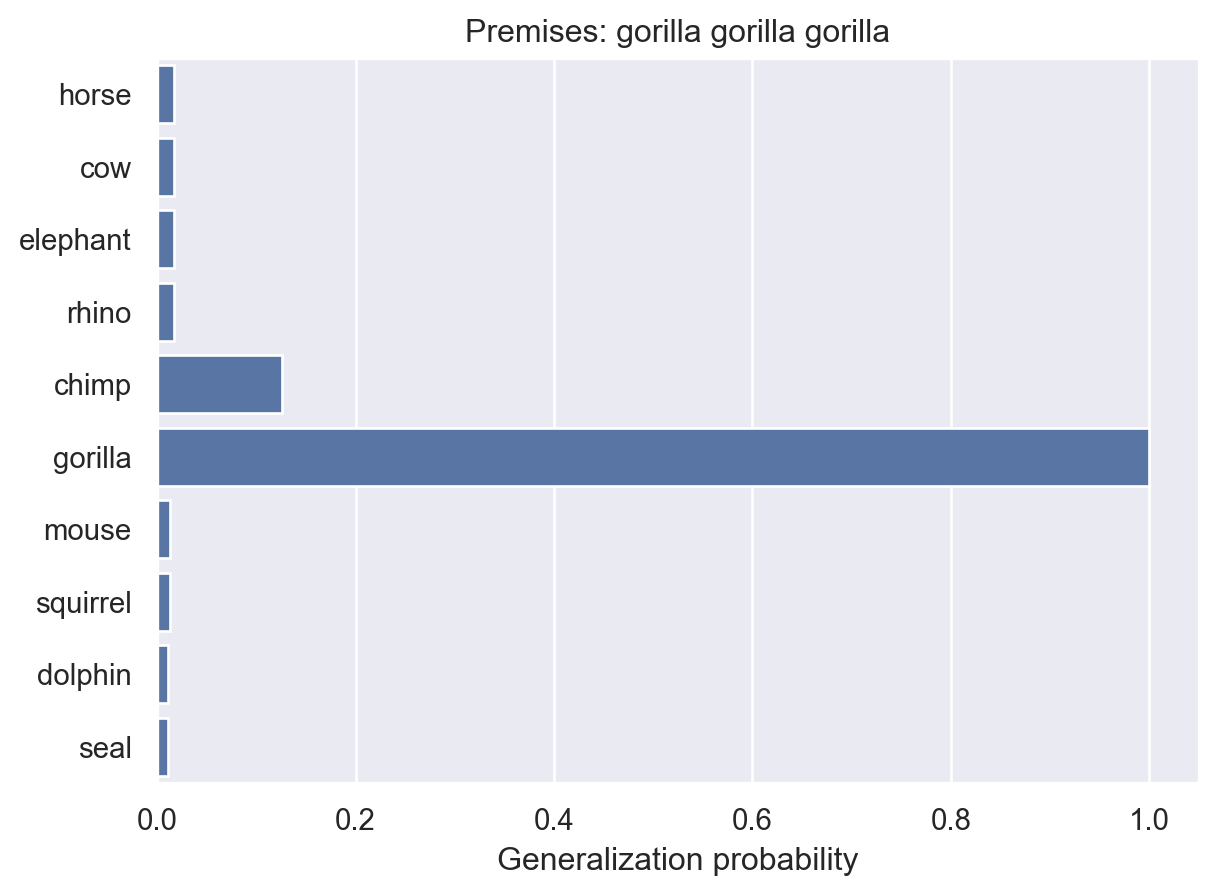 Premises: gorilla gorilla gorilla
horse
cow
elephant
rhino
chimp
gorilla
mouse
squirrel
dolphin
seal
0.0 0.2 0.4 0.6 0.8 1.0
Generalization probability